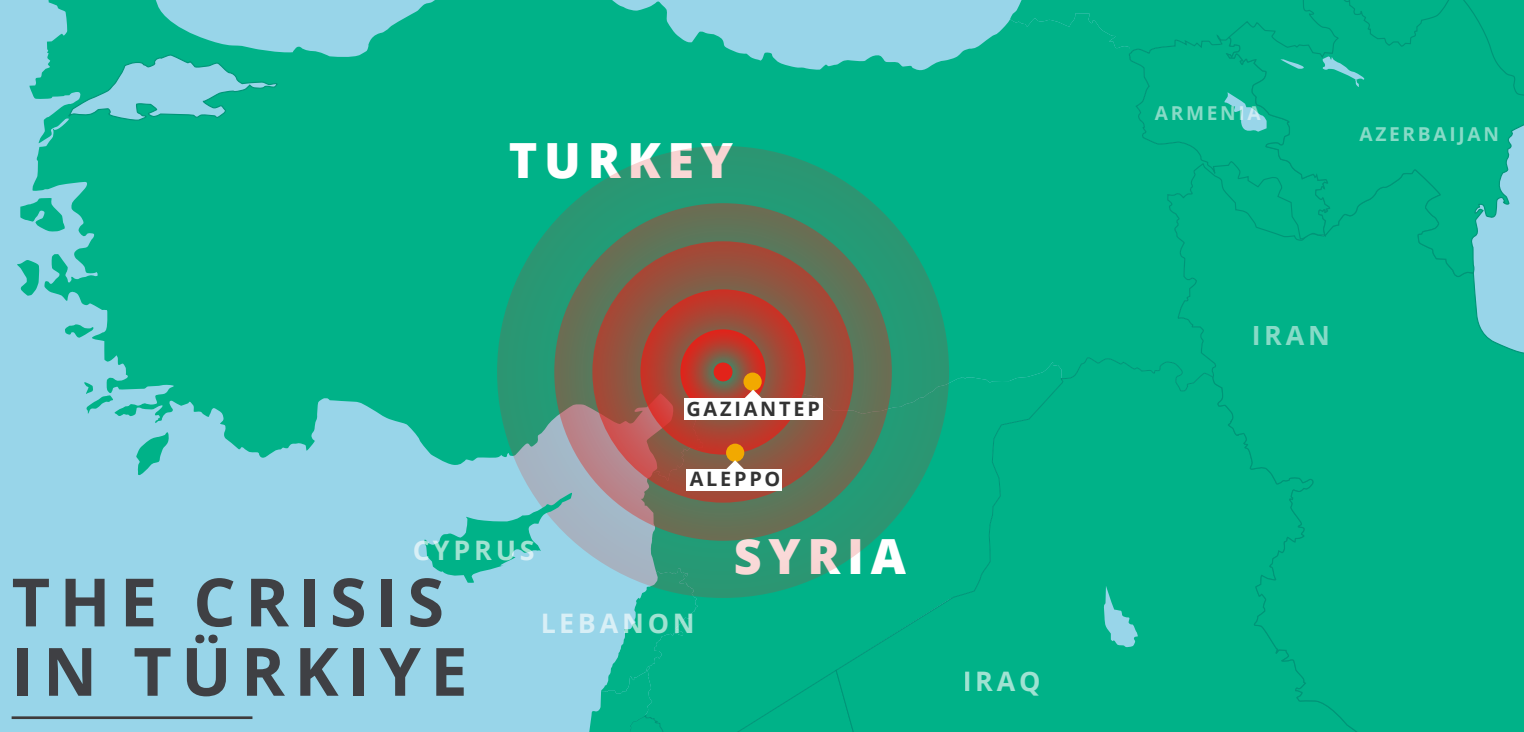 ARMENIA
AZERBAIJAN
TURKEY
IRAN
GAZIANTEP
ALEPPO
CYPRUS
SYRIA
THE CRISIS
IN TÜRKIYE
LEBANON
IRAQ